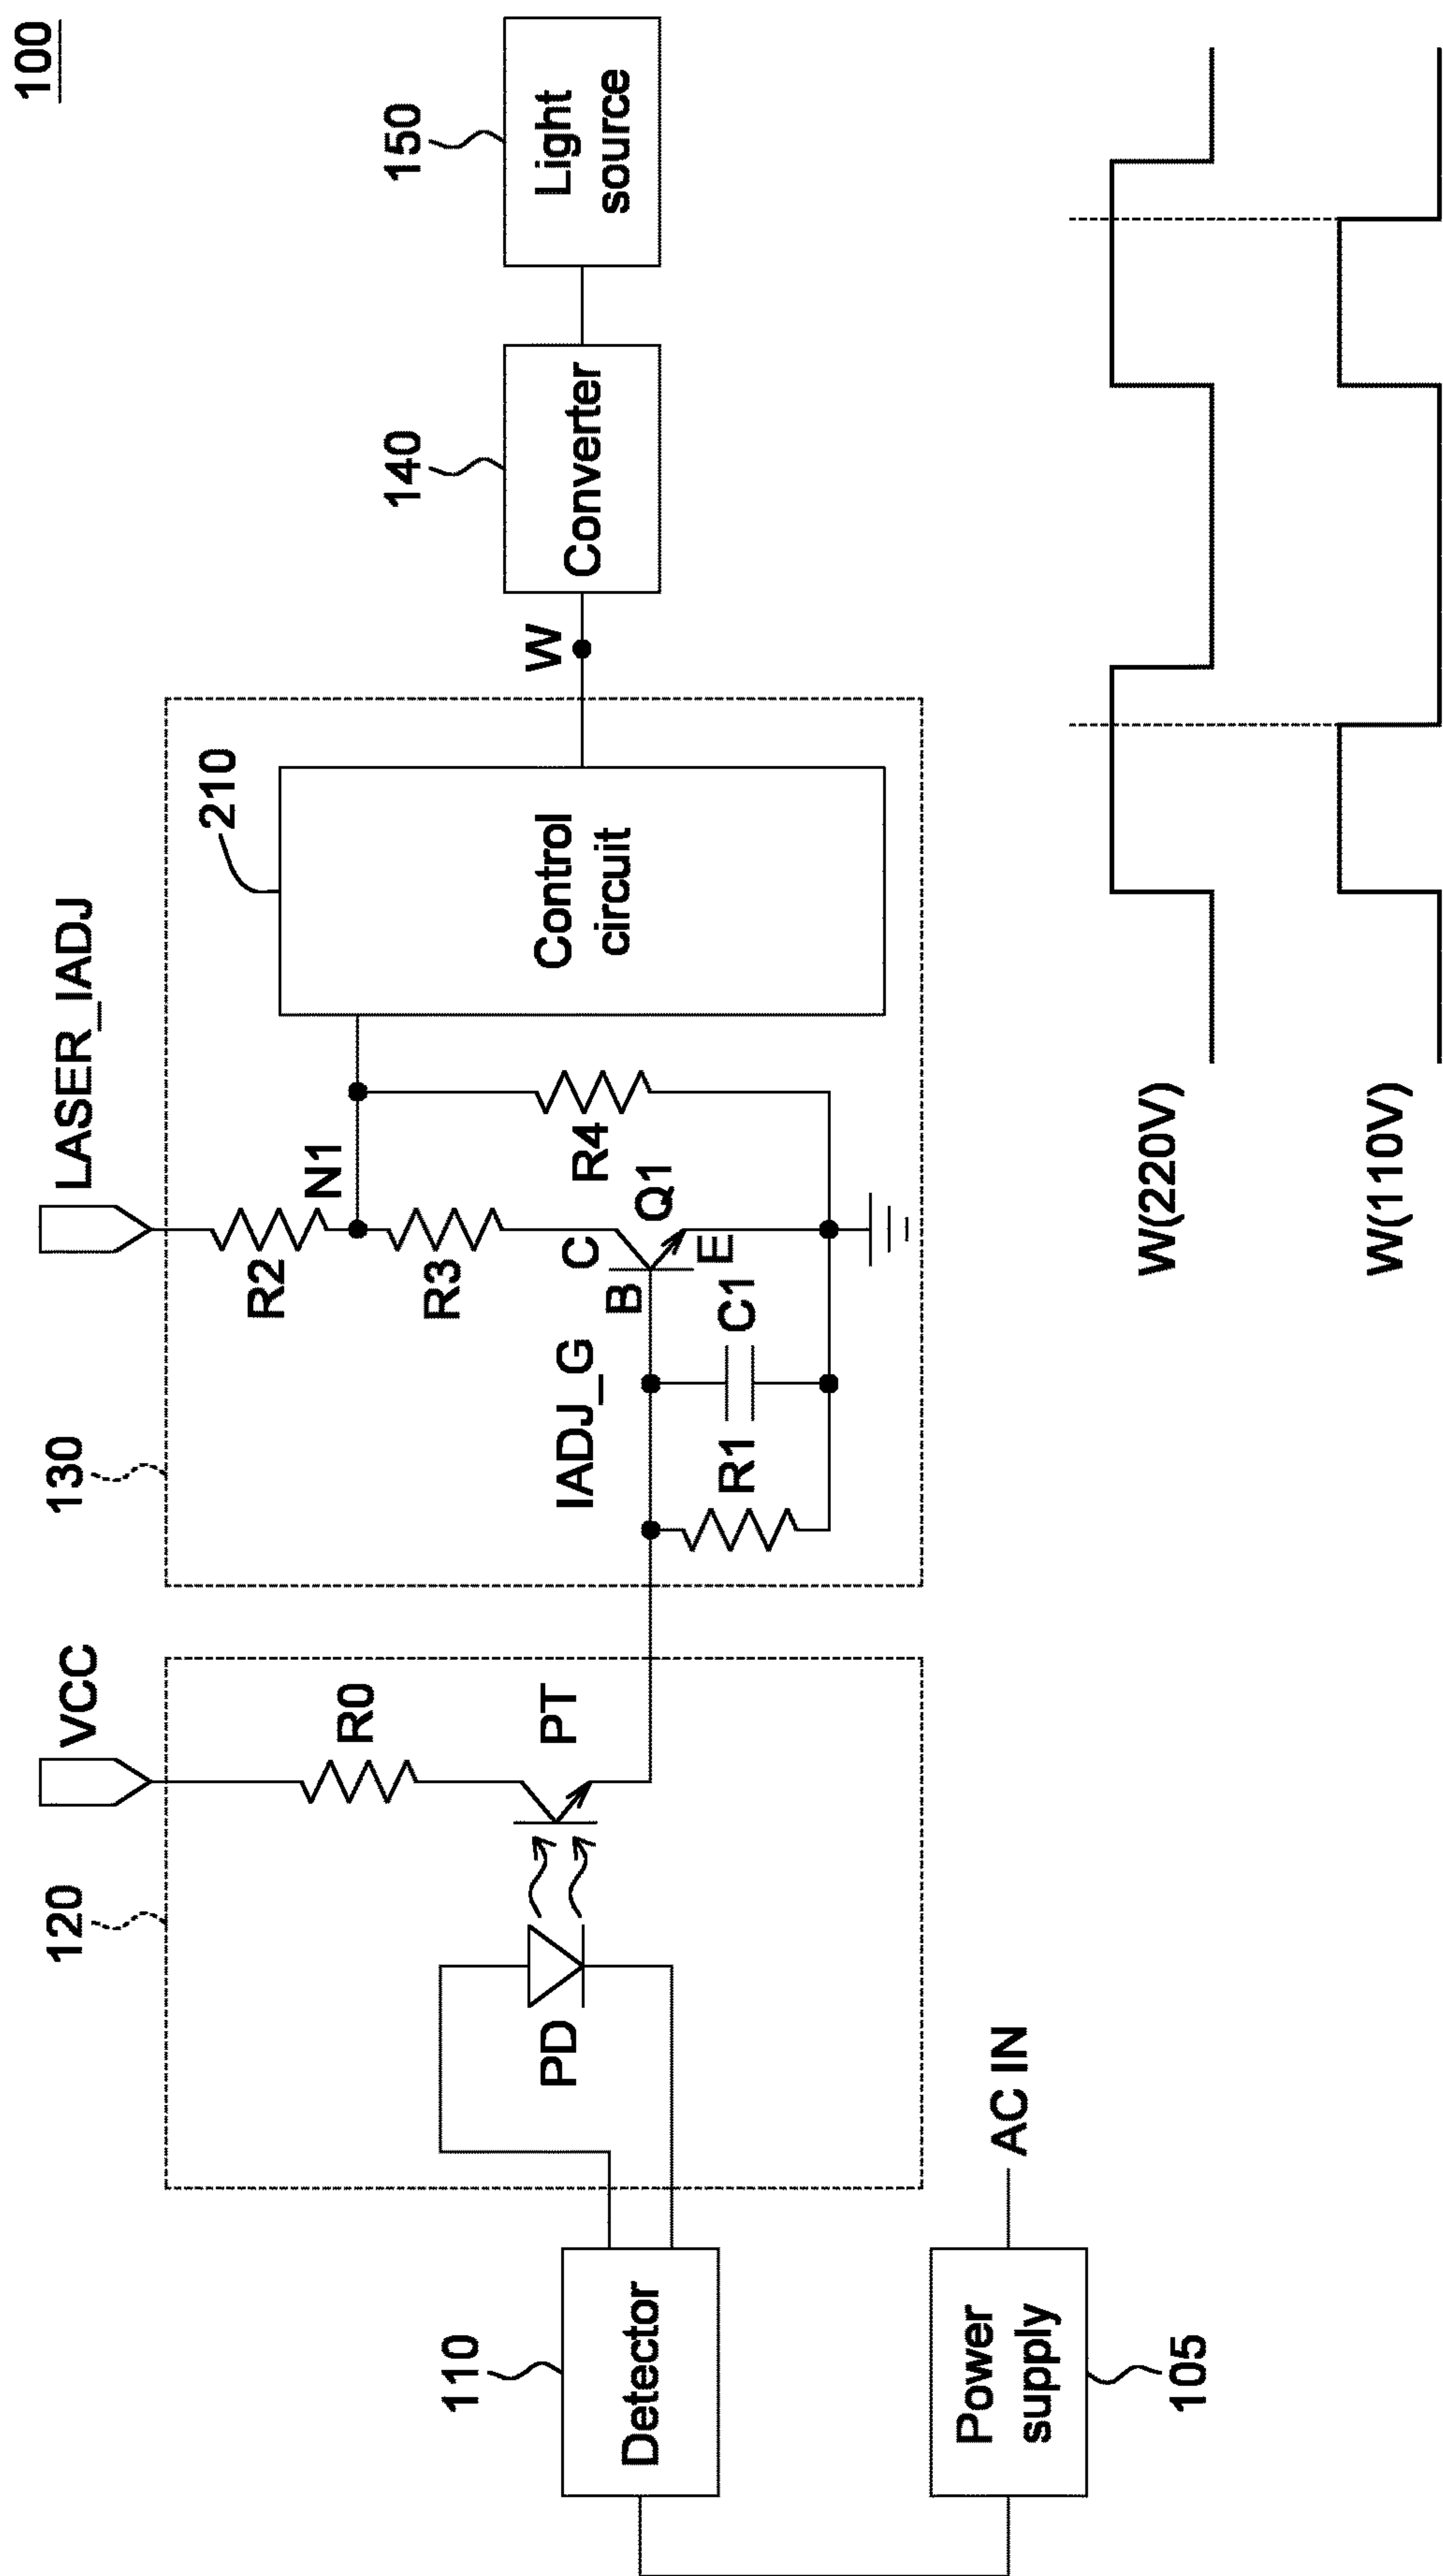 100
VCC
LASER_IADJ
120
130
210
140
150
R0
R2
N1
R3
C
B
E
Q1
R4
PT
PD
IADJ_G
R1
C1
Control
circuit
W
Converter
Light
source
110
Detector
AC IN
Power
supply
105
W(220V)
W(110V)